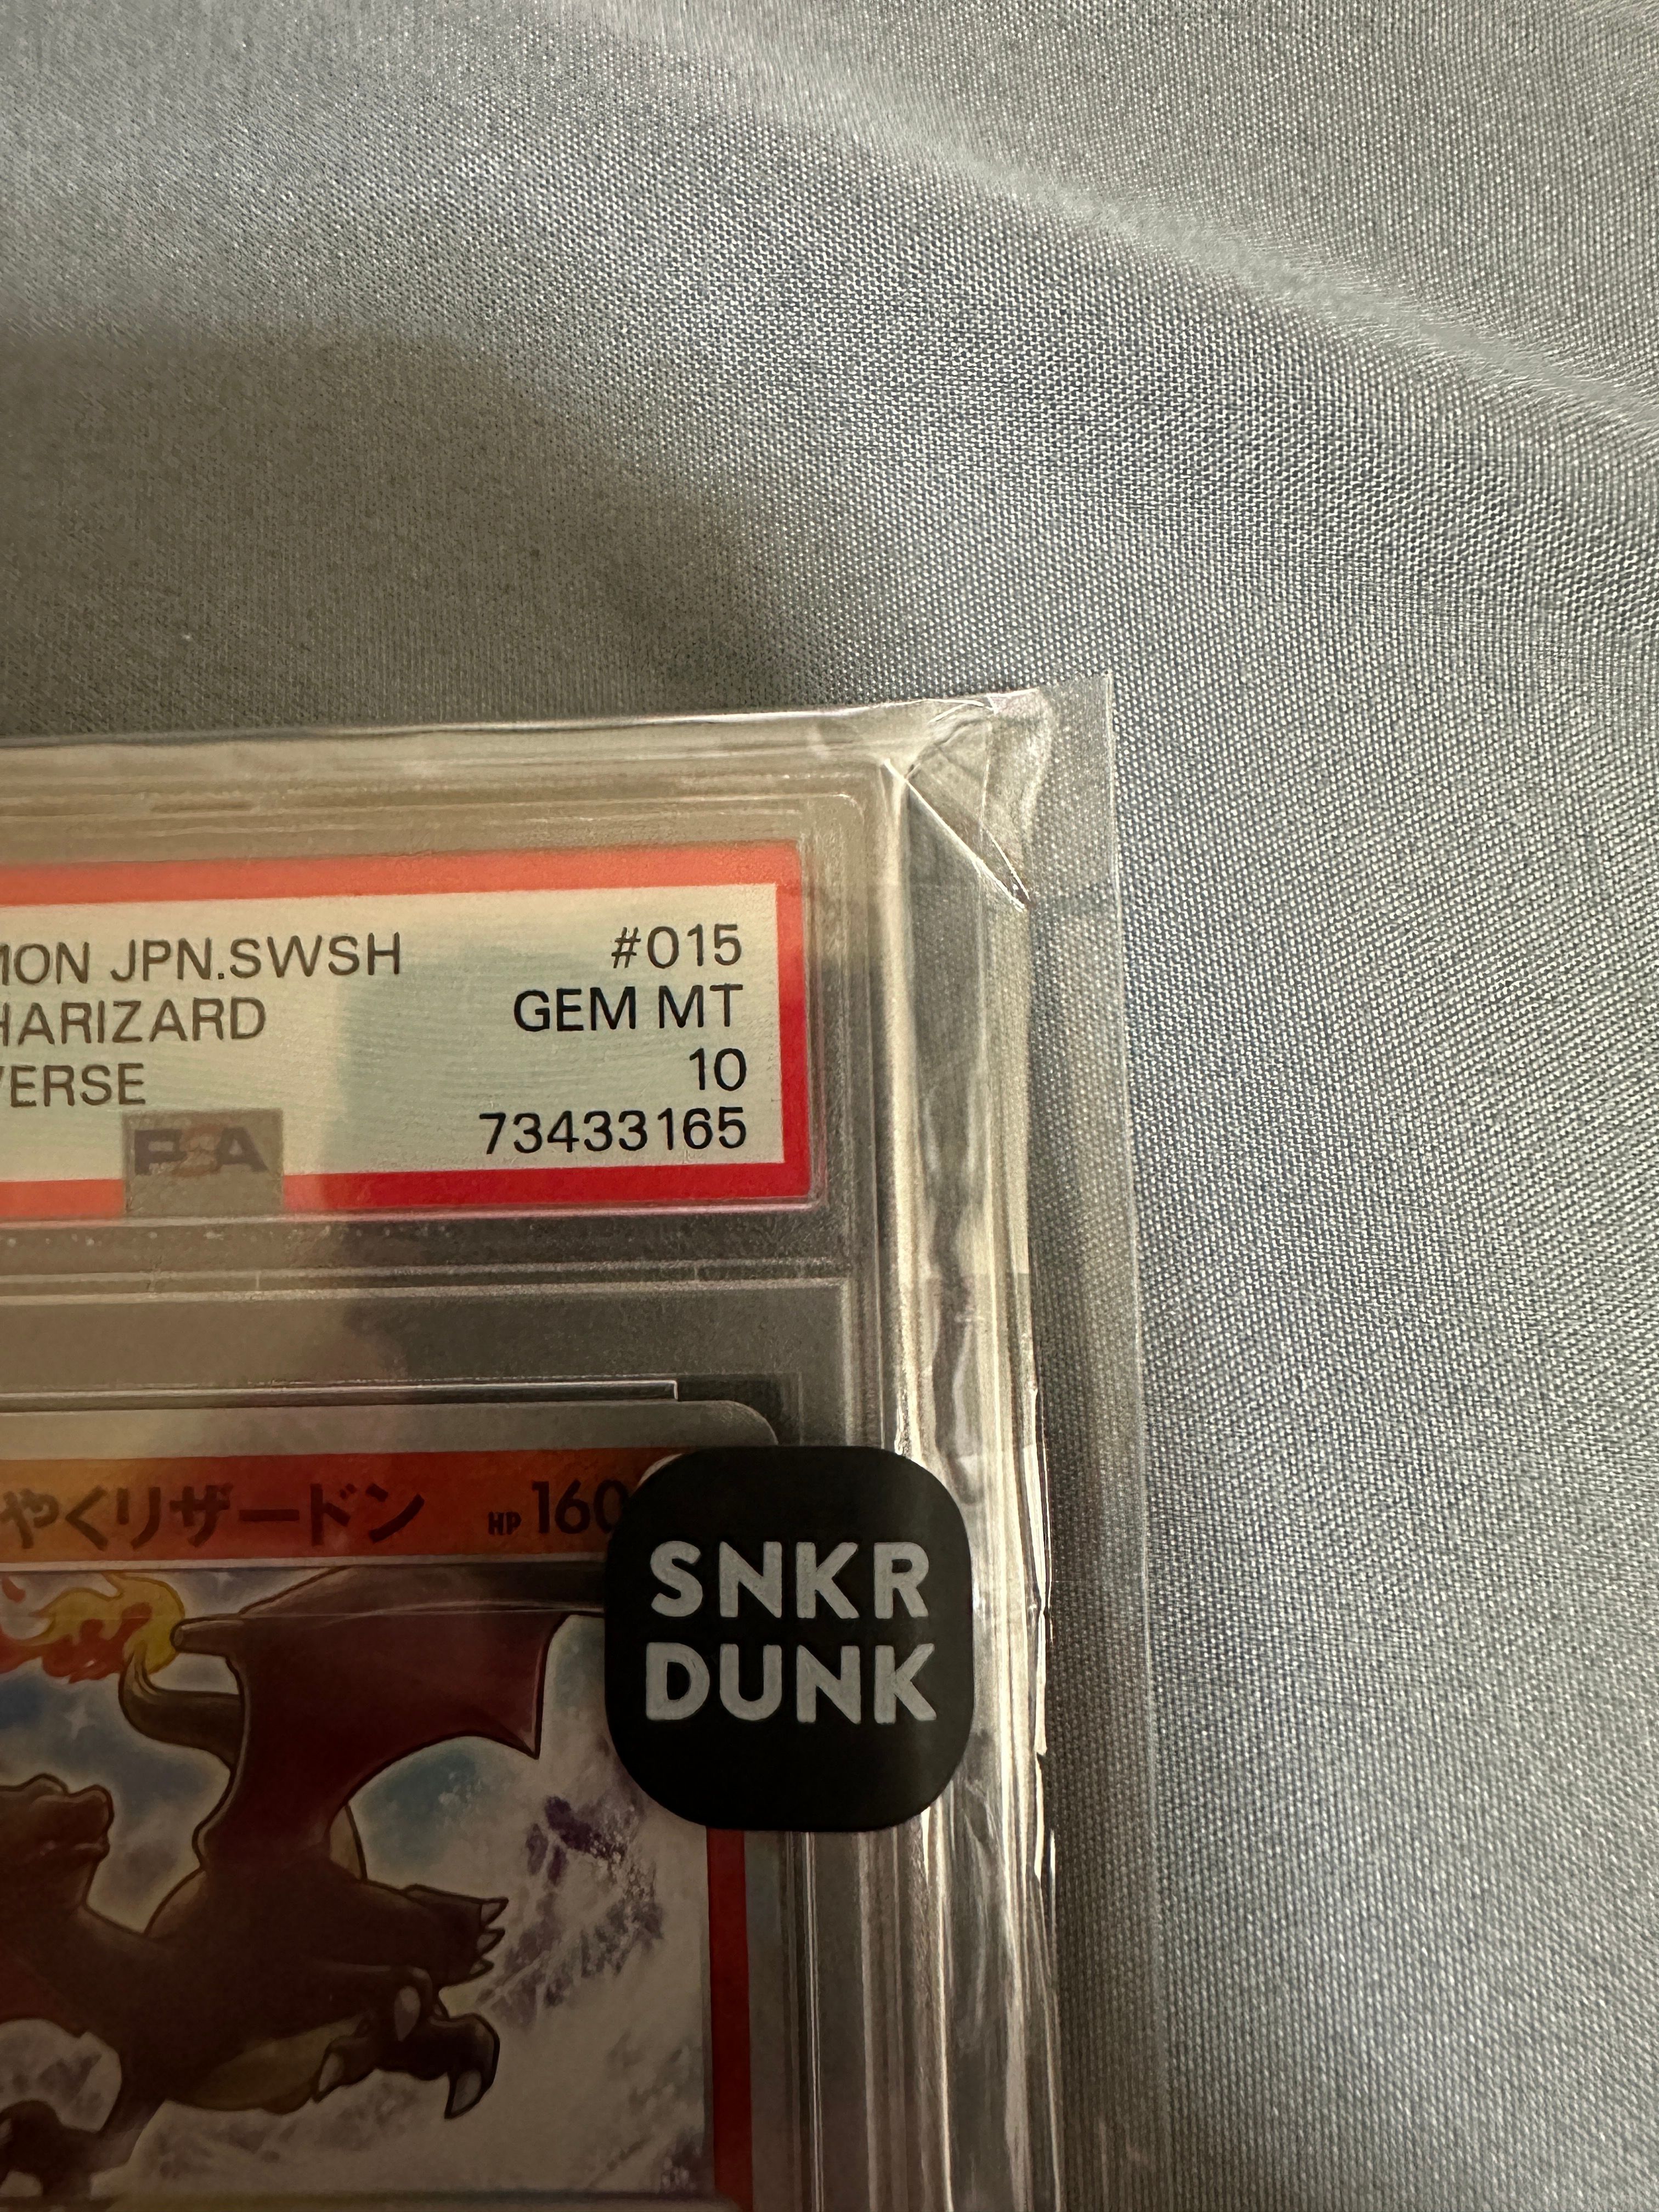 MON JPN.SWSH #015
HARIZARD GEM MT
VERSE 10
PSA 73433165
やくリザードン HP 160
SNKR
DUNK